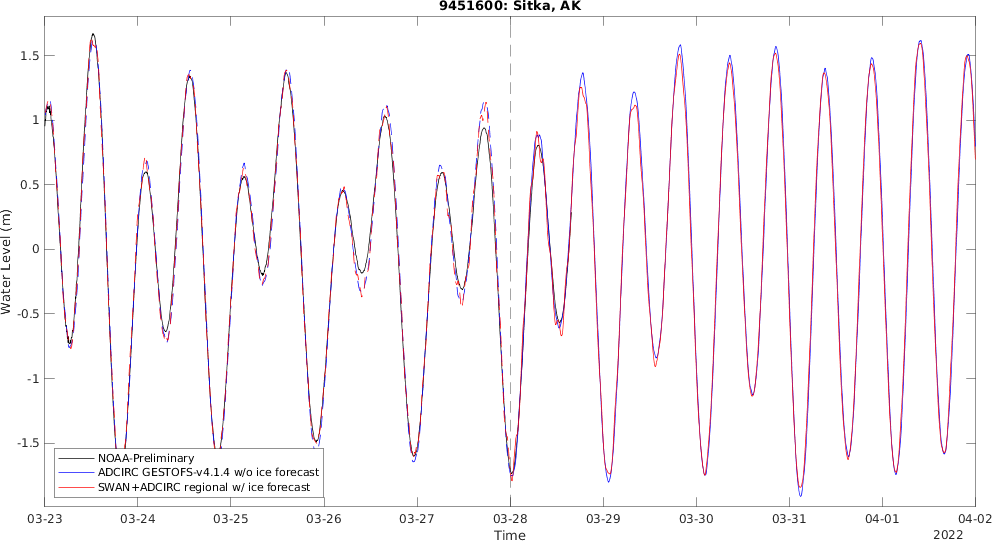 9451600: Sitka, AK
Water Level (m)
1.5
1
0.5
0
-0.5
-1
-1.5
NOAA-Preliminary
ADCIRC GESTOFS-v4.1.4 w/o ice forecast
SWAN+ADCIRC regional w/ ice forecast
03-23 03-24 03-25 03-26 03-27 03-28 03-29 03-30 03-31 04-01 04-02
Time
2022